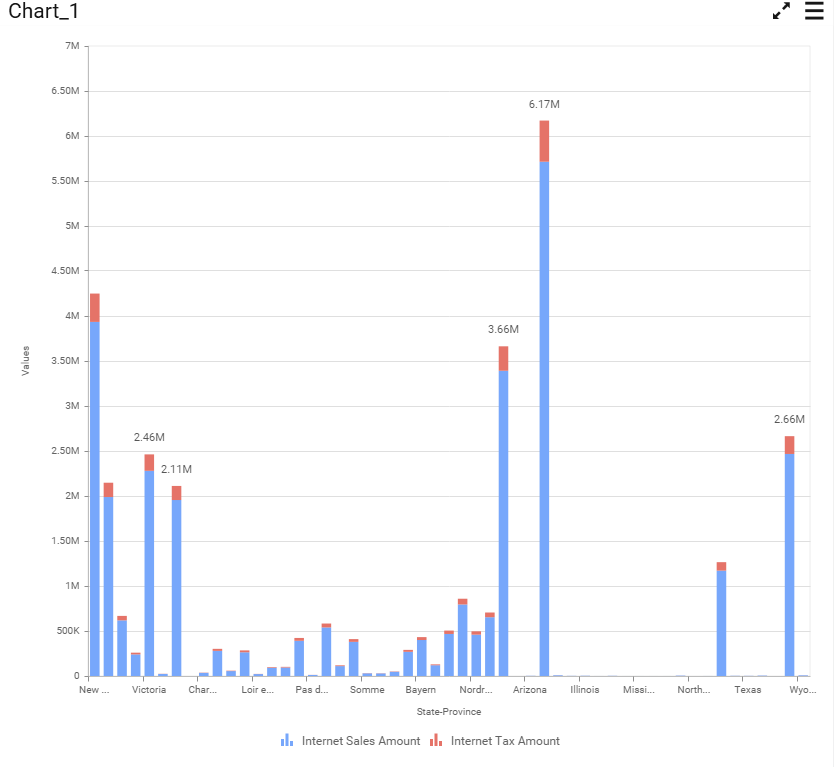 Chart_1
7M
6.50M
6M
5.50M
5M
4.50M
4M
3.50M
3M
2.50M
2M
1.50M
1M
500K
0
Values
6.17M
3.66M
2.46M
2.11M
2.66M
New ... Victoria Char... Loir e... Pas d... Somme Bayern Nordr... Arizona Illinois Missi... North... Texas Wyo...
State-Province
Internet Sales Amount Internet Tax Amount